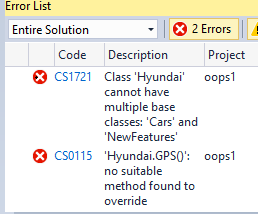 Error List
Entire Solution
2 Errors
Code Description Project
CS1721 Class 'Hyundai' oops1
cannot have
multiple base
classes: 'Cars' and
'NewFeatures'
CS0115 'Hyundai.GPS()': oops1
no suitable
method found to
override